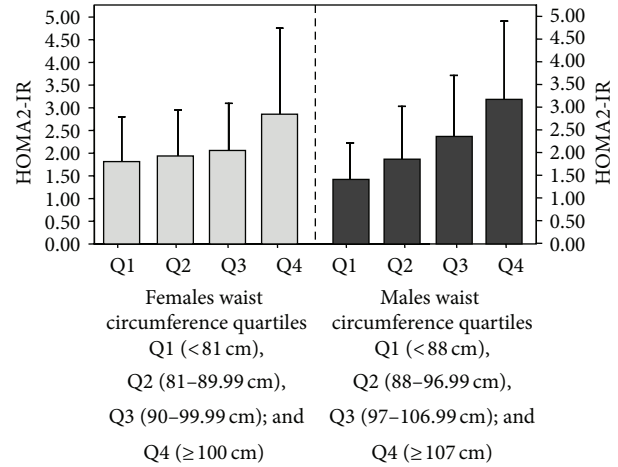 5.00
4.50
4.00
3.50
3.00
2.50
2.00
1.50
1.00
0.50
0.00
HOMA2-IR
5.00
4.50
4.00
3.50
3.00
2.50
2.00
1.50
1.00
0.50
0.00
HOMA2-IR
Q1 Q2 Q3 Q4
Females waist
circumference quartiles
Q1 (<81 cm),
Q2 (81–89.99 cm),
Q3 (90–99.99 cm); and
Q4 (≥100 cm)
Q1 Q2 Q3 Q4
Males waist
circumference quartiles
Q1 (<88 cm),
Q2 (88–96.99 cm),
Q3 (97–106.99 cm); and
Q4 (≥107 cm)